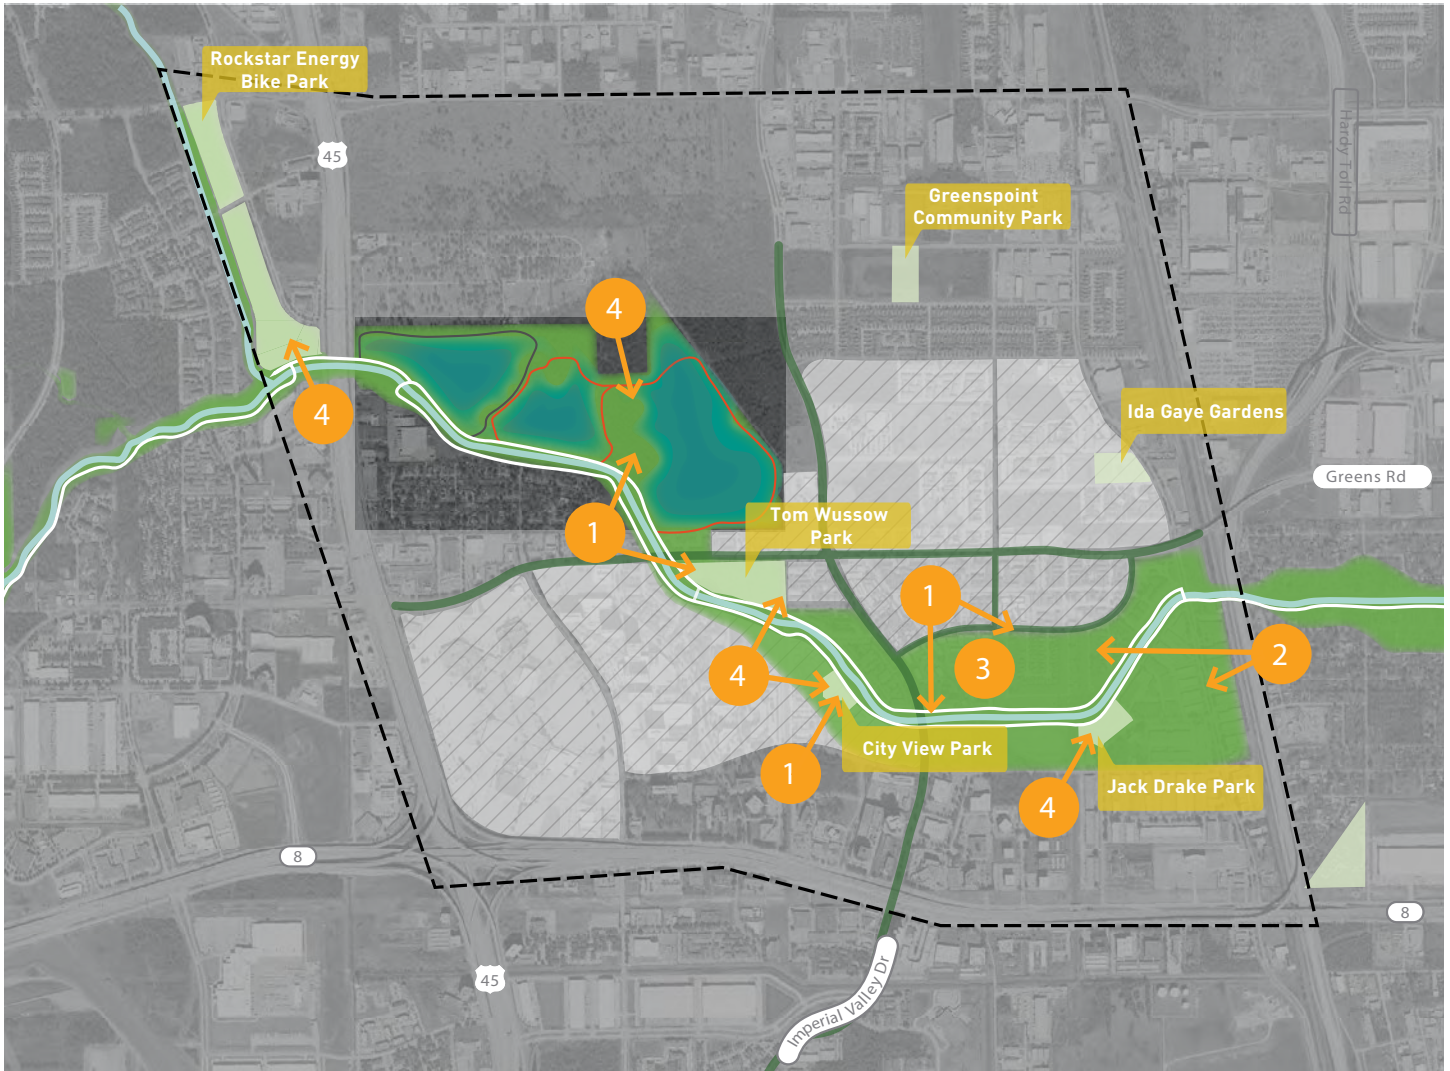 Rockstar Energy
Bike Park
45
Hardy Toll Rd
Greenspoint
Community Park
4
4
Ida Gaye Gardens
Greens Rd
Tom Wussow
Park
1
1
4
3
2
City View Park
1
Jack Drake Park
4
8
8
45
Imperial Valley Dr